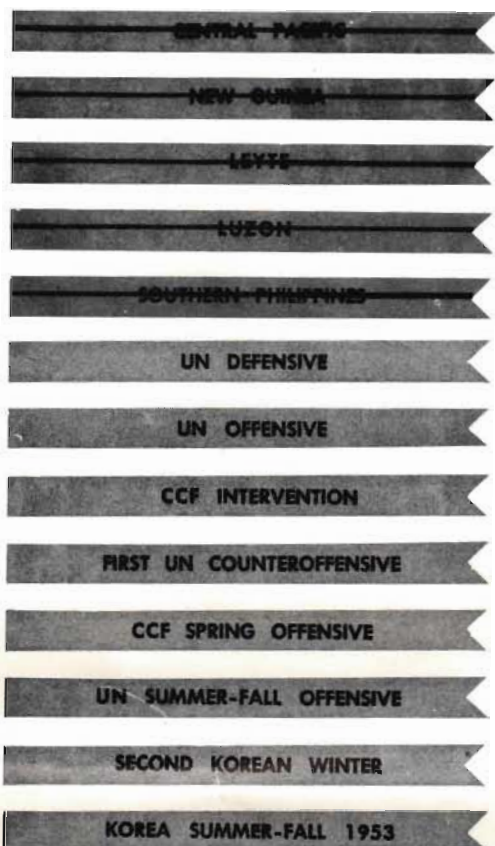 CENTRAL PACIFIC
NEW GUINEA
LEYTE
LUZON
SOUTHERN PHILIPPINES
UN DEFENSIVE
UN OFFENSIVE
CCF INTERVENTION
FIRST UN COUNTEROFFENSIVE
CCF SPRING OFFENSIVE
UN SUMMER-FALL OFFENSIVE
SECOND KOREAN WINTER
KOREA SUMMER-FALL 1953